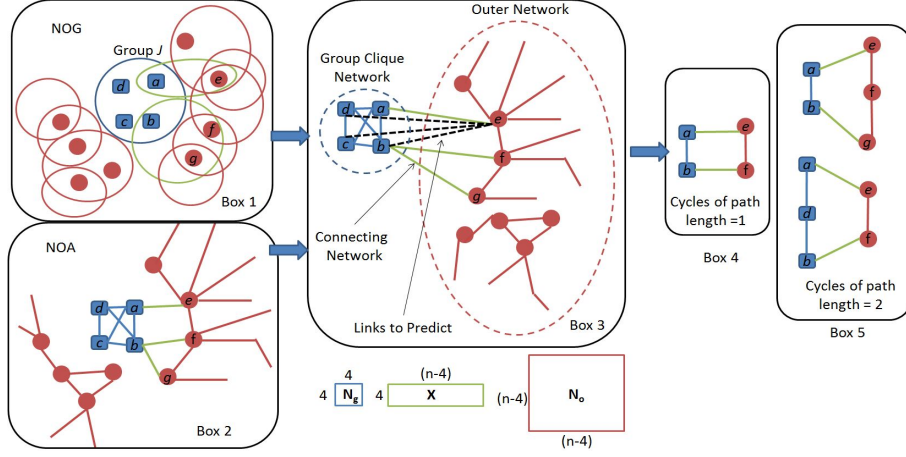 NOG
Group J
d
a
c
b
e
f
g
Box 1
NOA
d
a
c
b
e
f
g
Box 2
Outer Network
Group Clique
Network
d
a
c
b
e
f
g
Connecting
Network
Links to Predict
Box 3
4
4
Ng
(n-4)
4
X
(n-4)
No
(n-4)
a
e
b
f
Cycles of path
length =1
Box 4
a
e
b
f
g
a
e
d
f
b
Cycles of path
length = 2
Box 5